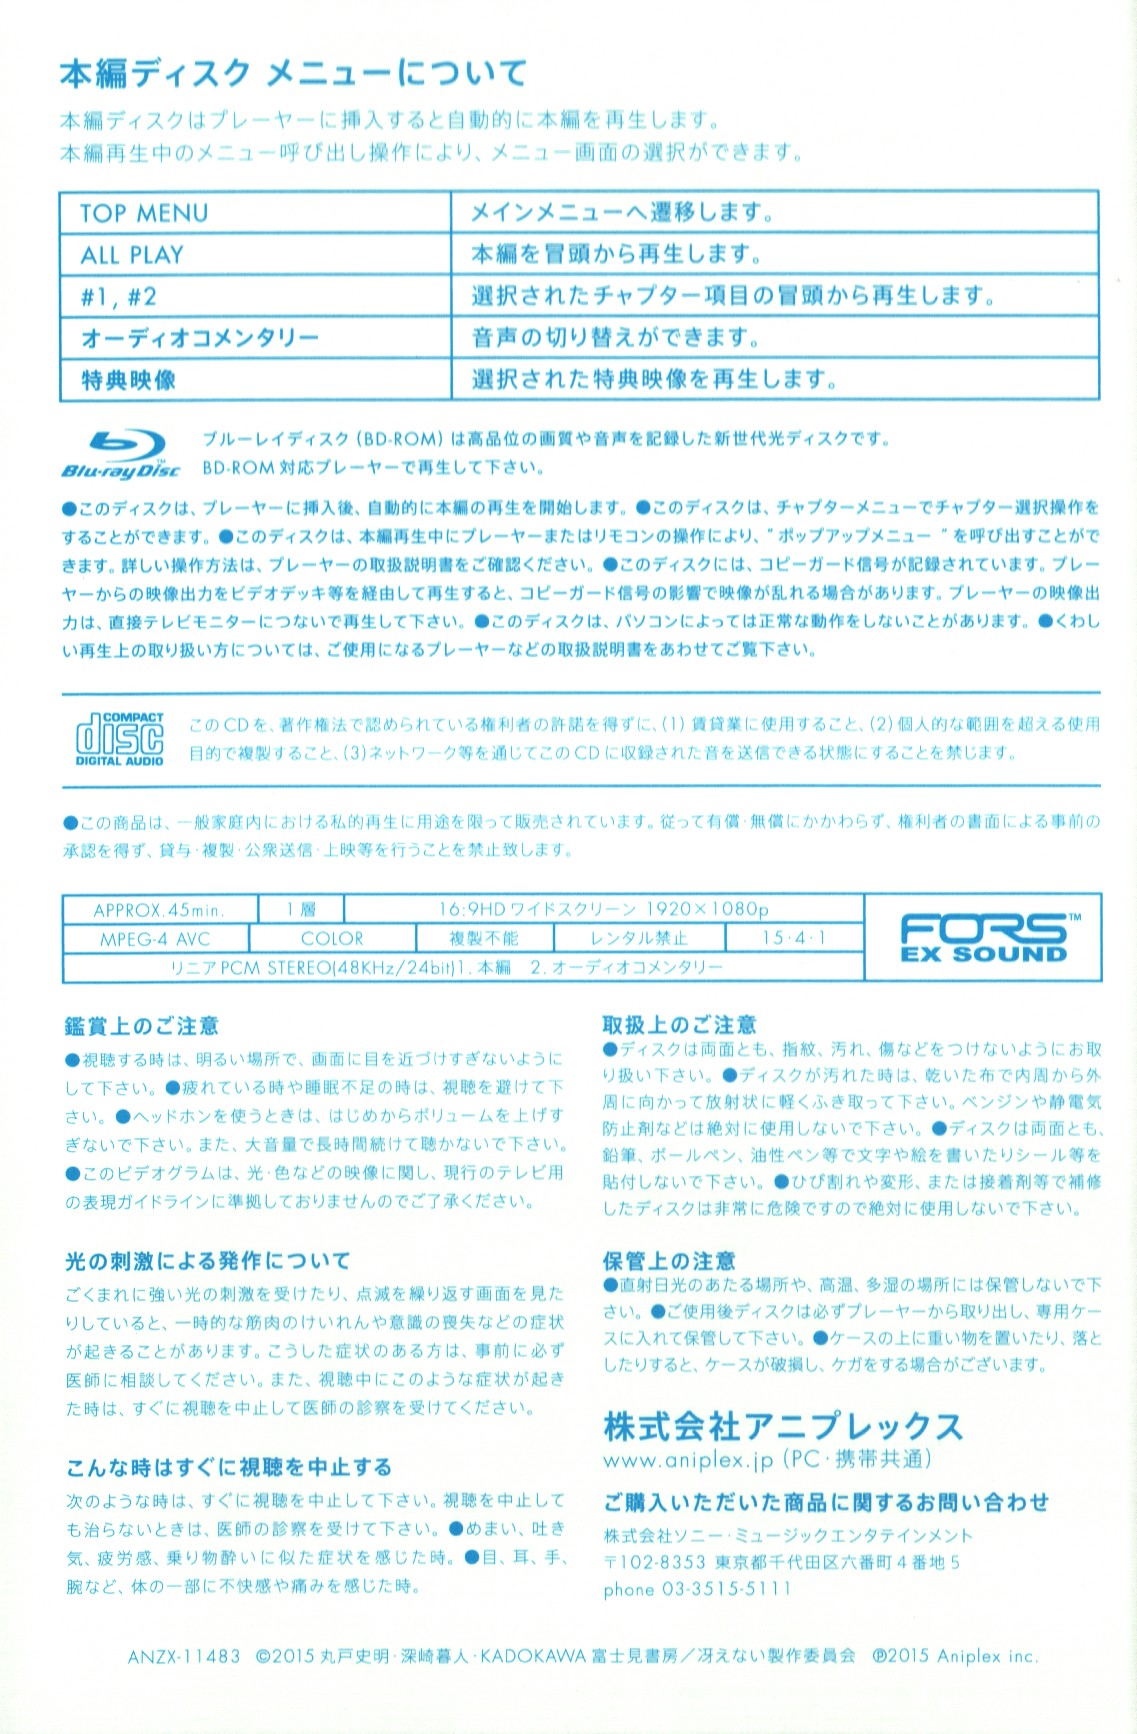 本編ディスク メニューについて
本編ディスクはプレーヤーに挿入すると自動的に本編を再生します。
本編再生中のメニュー呼び出し操作により、メニュー画面の選択ができます。
TOP MENU メインメニューへ遷移します。
ALL PLAY 本編を冒頭から再生します。
#1, #2 選択されたチャプター項目の冒頭から再生します。
オーディオコメンタリー 音声の切り替えができます。
特典映像 選択された特典映像を再生します。
Blu-ray Disc™
ブルーレイディスク(BD-ROM)は高品位の画質や音声を記録した新世代光ディスクです。
BD-ROM対応プレーヤーで再生して下さい。
●このディスクは、プレーヤーに挿入後、自動的に本編の再生を開始します。●このディスクは、チャプターメニューでチャプター選択操作を
することができます。●このディスクは、本編再生中にプレーヤーまたはリモコンの操作により、“ポップアップメニュー ”を呼び出すことがで
きます。詳しい操作方法は、プレーヤーの取扱説明書をご確認ください。●このディスクには、コピーガード信号が記録されています。プレー
ヤーからの映像出力をビデオデッキ等を経由して再生すると、コピーガード信号の影響で映像が乱れる場合があります。プレーヤーの映像出
力は、直接テレビモニターにつないで再生して下さい。●このディスクは、パソコンによっては正常な動作をしないことがあります。●くわし
い再生上の取り扱い方については、ご使用になるプレーヤーなどの取扱説明書をあわせてご覧下さい。
COMPACT
disc
DIGITAL AUDIO
このCDを、著作権法で認められている権利者の許諾を得ずに、(1)賃貸業に使用すること、(2)個人的な範囲を超える使用
目的で複製すること、(3)ネットワーク等を通じてこのCDに収録された音を送信できる状態にすることを禁じます。
●この商品は、一般家庭内における私的再生に用途を限って販売されています。従って有償・無償にかかわらず、権利者の書面による事前の
承認を得ず、貸与・複製・公衆送信・上映等を行うことを禁止致します。
APPROX.45min. 1層 16:9HDワイドスクリーン 1920×1080p
MPEG-4 AVC COLOR 複製不能 レンタル禁止 15・4・1
リニアPCM STEREO(48KHz/24bit)1.本編 2.オーディオコメンタリー
FORS™
EX SOUND
鑑賞上のご注意
●視聴する時は、明るい場所で、画面に目を近づけすぎないように
して下さい。●疲れている時や睡眠不足の時は、視聴を避けて下
さい。●ヘッドホンを使うときは、はじめからボリュームを上げす
ぎないで下さい。また、大音量で長時間続けて聴かないで下さい。
●このビデオグラムは、光・色などの映像に関し、現行のテレビ用
の表現ガイドラインに準拠しておりませんのでご了承ください。
光の刺激による発作について
ごくまれに強い光の刺激を受けたり、点滅を繰り返す画面を見た
りしていると、一時的な筋肉のけいれんや意識の喪失などの症状
が起きることがあります。こうした症状のある方は、事前に必ず
医師に相談してください。また、視聴中にこのような症状が起き
た時は、すぐに視聴を中止して医師の診察を受けてください。
こんな時はすぐに視聴を中止する
次のような時は、すぐに視聴を中止して下さい。視聴を中止して
も治らないときは、医師の診察を受けて下さい。●めまい、吐き
気、疲労感、乗り物酔いに似た症状を感じた時。●目、耳、手、
腕など、体の一部に不快感や痛みを感じた時。
取扱上のご注意
●ディスクは両面とも、指紋、汚れ、傷などをつけないようにお取
り扱い下さい。●ディスクが汚れた時は、乾いた布で内周から外
周に向かって放射状に軽くふき取って下さい。ベンジンや静電気
防止剤などは絶対に使用しないで下さい。●ディスクは両面とも、
鉛筆、ボールペン、油性ペン等で文字や絵を書いたりシール等を
貼付しないで下さい。●ひび割れや変形、または接着剤等で補修
したディスクは非常に危険ですので絶対に使用しないで下さい。
保管上の注意
●直射日光のあたる場所や、高温、多湿の場所には保管しないで下
さい。●ご使用後ディスクは必ずプレーヤーから取り出し、専用ケー
スに入れて保管して下さい。●ケースの上に重い物を置いたり、落と
したりすると、ケースが破損し、ケガをする場合がございます。
株式会社アニプレックス
www.aniplex.jp(PC・携帯共通)
ご購入いただいた商品に関するお問い合わせ
株式会社ソニー・ミュージックエンタテインメント
〒102-8353 東京都千代田区六番町4番地5
phone 03-3515-5111
ANZX-11483 ©2015 丸戸史明・深崎暮人・KADOKAWA 富士見書房／冴えない製作委員会 ℗2015 Aniplex inc.